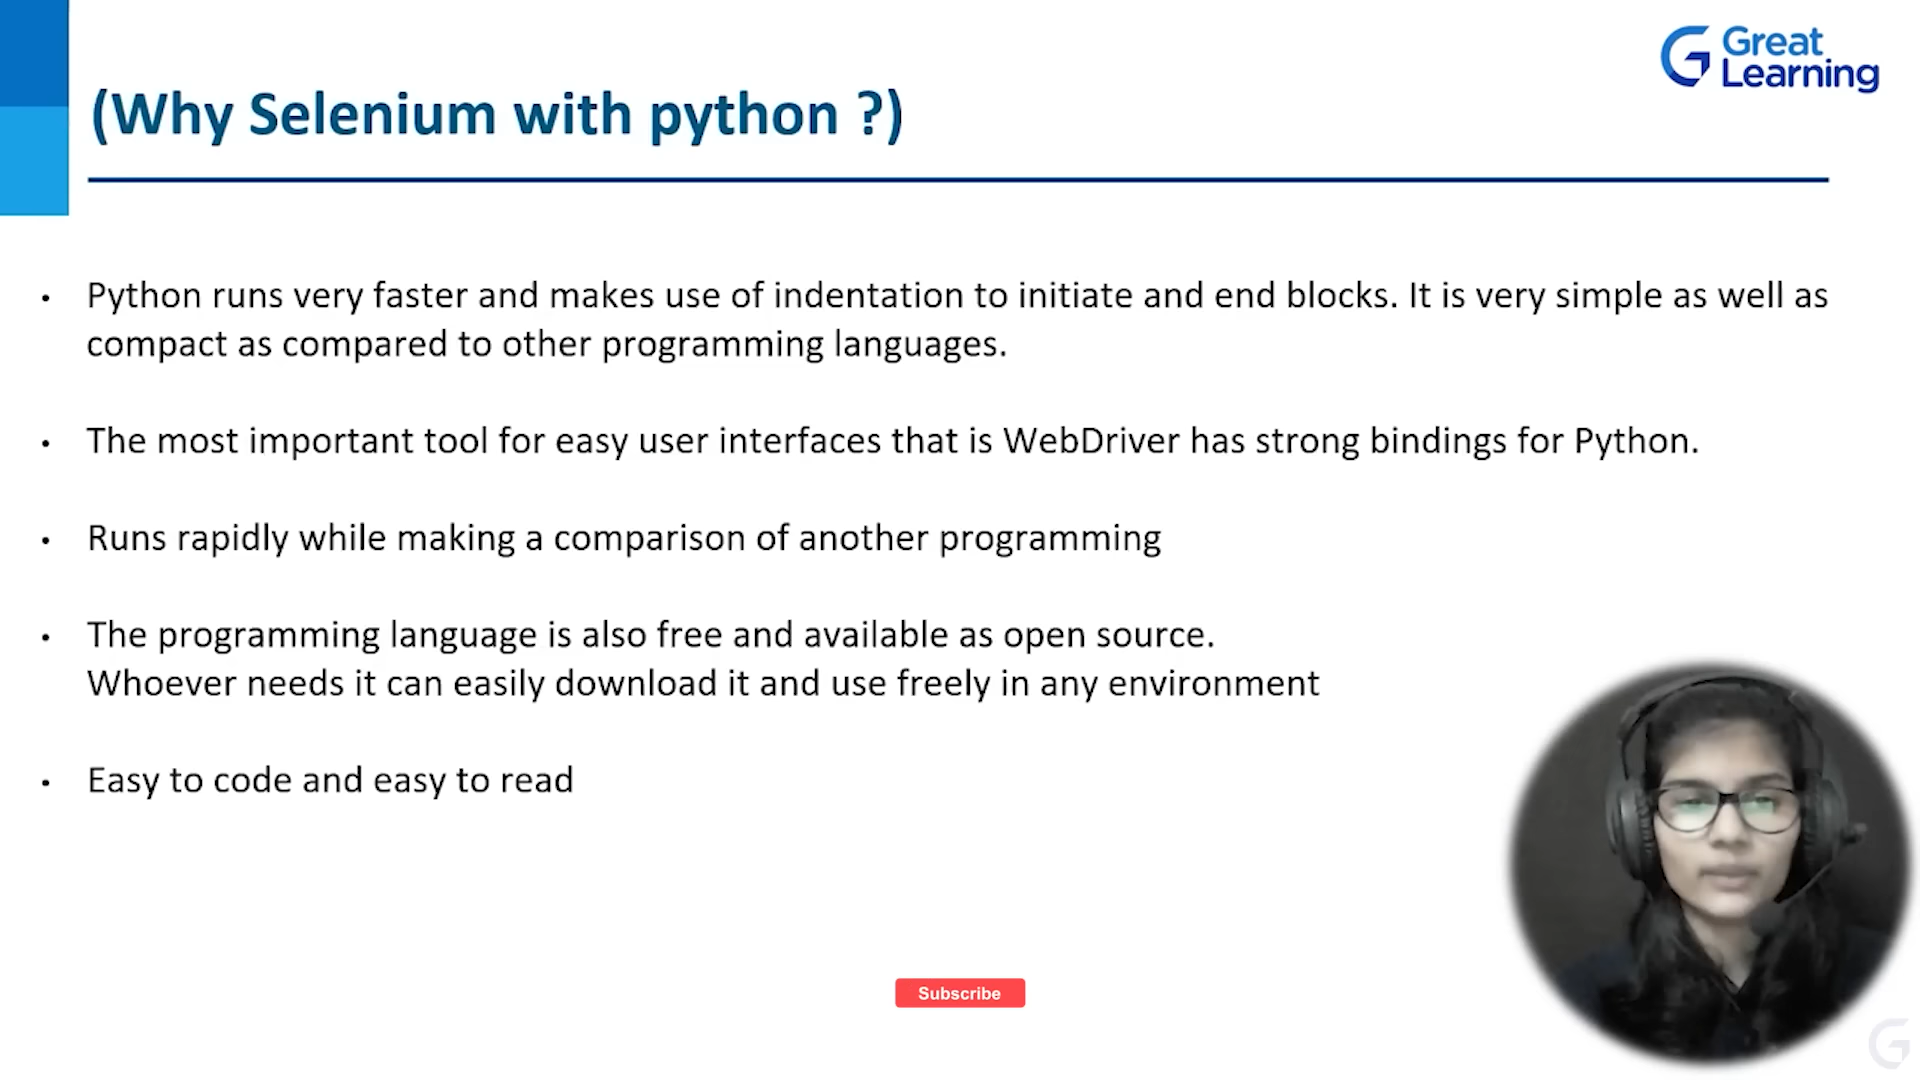 Great
Learning
(Why Selenium with python ?)
• Python runs very faster and makes use of indentation to initiate and end blocks. It is very simple as well as
compact as compared to other programming languages.
• The most important tool for easy user interfaces that is WebDriver has strong bindings for Python.
• Runs rapidly while making a comparison of another programming
• The programming language is also free and available as open source.
Whoever needs it can easily download it and use freely in any environment
• Easy to code and easy to read
Subscribe